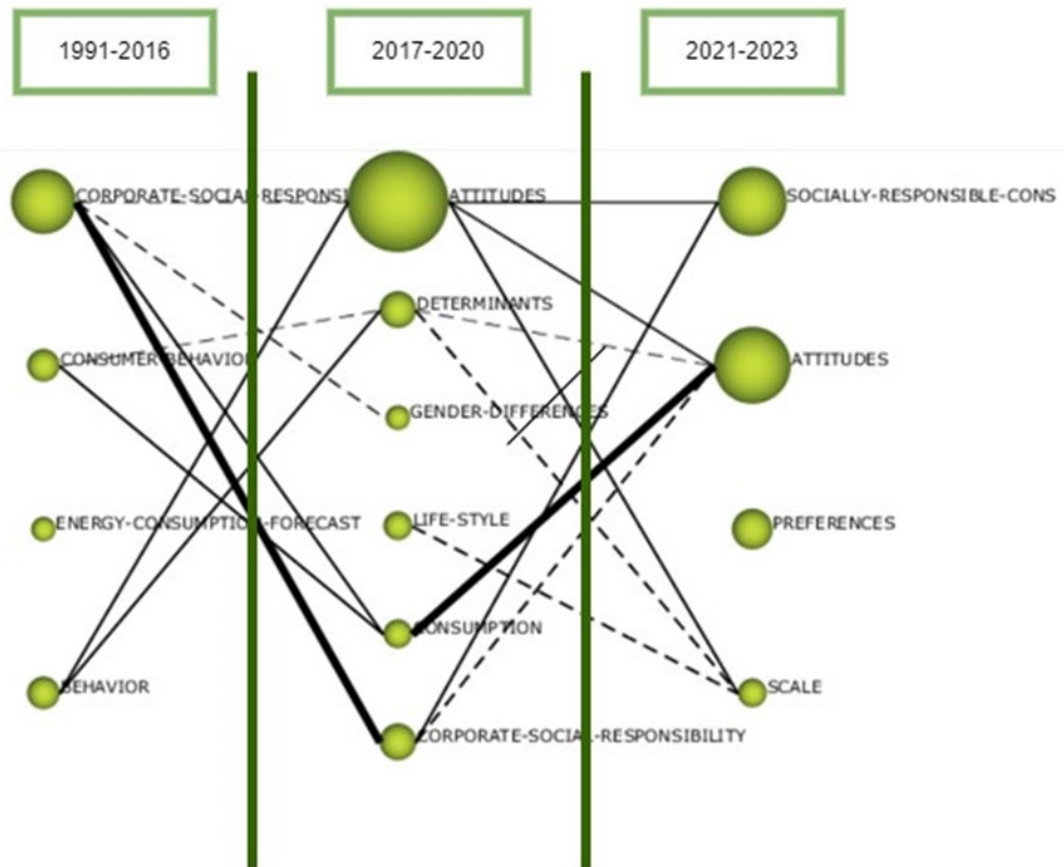 1991-2016
2017-2020
2021-2023
CORPORATE-SOCIAL-RESPONSI
ATTITUDES
SOCIALLY-RESPONSIBLE-CONS
DETERMINANTS
CONSUMER-BEHAVIOR
ATTITUDES
GENDER-DIFFERENCES
ENERGY-CONSUMPTION-FORECAST
LIFE-STYLE
PREFERENCES
CONSUMPTION
BEHAVIOR
SCALE
CORPORATE-SOCIAL-RESPONSIBILITY